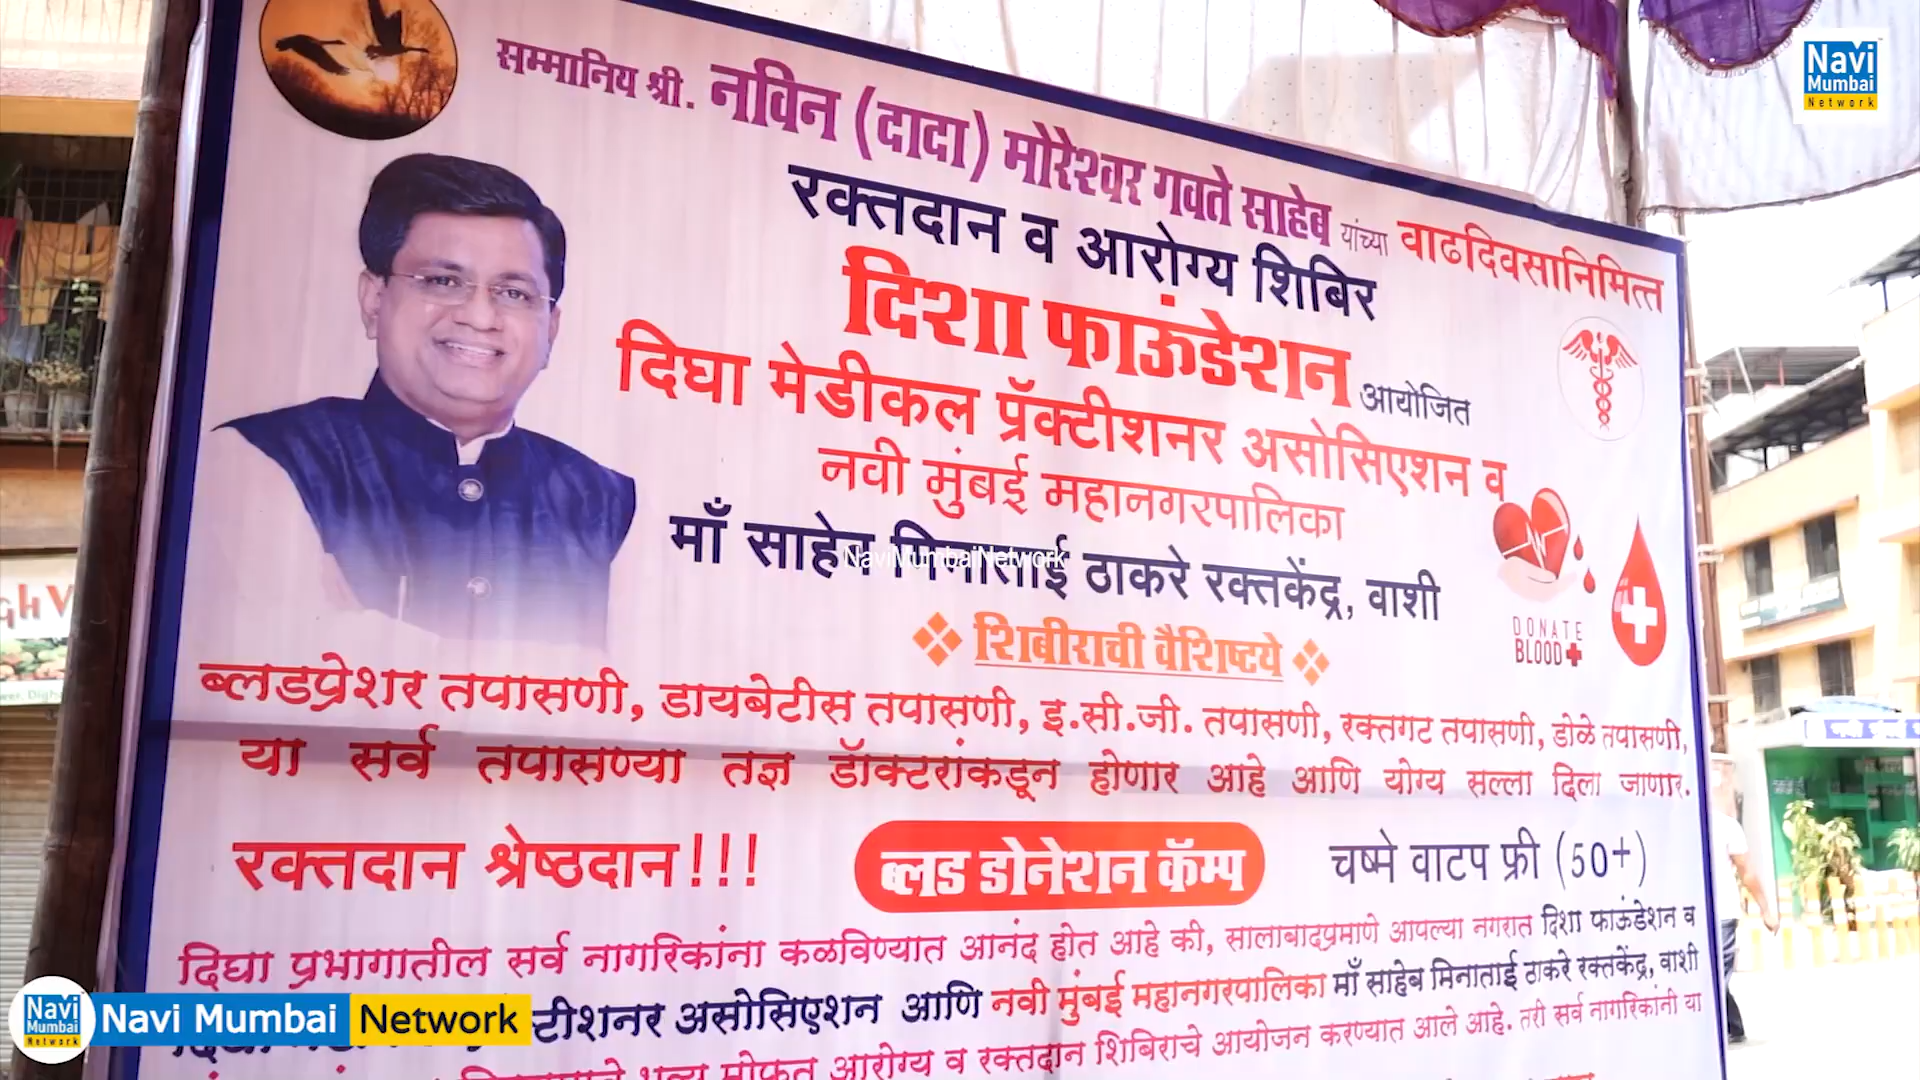 सम्मानिय श्री. नविन (दादा) मोरेश्वर गवते साहेब यांच्या वाढदिवसानिमित्त
रक्तदान व आरोग्य शिबिर
दिशा फाऊंडेशन आयोजित
दिघा मेडीकल प्रॅक्टीशनर असोसिएशन व
नवी मुंबई महानगरपालिका
माँ साहेब मिनाताई ठाकरे रक्तकेंद्र, वाशी
NaviMumbaiNetwork
DONATE
BLOOD
शिबीराची वैशिष्टये
ब्लडप्रेशर तपासणी, डायबेटीस तपासणी, इ.सी.जी. तपासणी, रक्तगट तपासणी, डोळे तपासणी,
या सर्व तपासण्या तज्ञ डॉक्टरांकडून होणार आहे आणि योग्य सल्ला दिला जाणार.
रक्तदान श्रेष्ठदान!!! ब्लड डोनेशन कॅम्प चष्मे वाटप फ्री (50+)
दिघा प्रभागातील सर्व नागरिकांना कळविण्यात आनंद होत आहे की, सालाबादप्रमाणे आपल्या नगरात दिशा फाऊंडेशन व
टीशनर असोसिएशन आणि नवी मुंबई महानगरपालिका माँ साहेब मिनाताई ठाकरे रक्तकेंद्र, वाशी
भव्य मोफत आरोग्य व रक्तदान शिबिराचे आयोजन करण्यात आले आहे. तरी सर्व नागरिकांनी या
Navi
Mumbai
Network
Navi
Mumbai
Network
Navi Mumbai Network